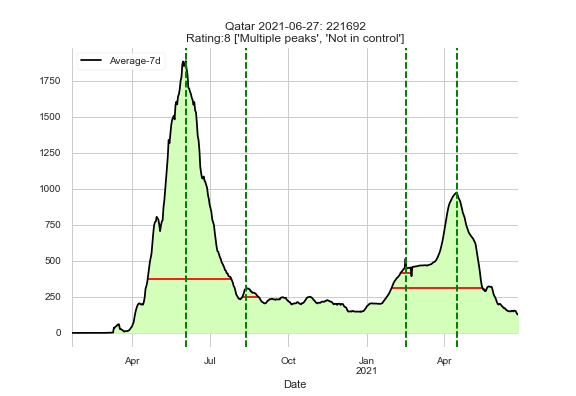 Qatar 2021-06-27: 221692
Rating:8 ['Multiple peaks', 'Not in control']
Average-7d
1750
1500
1250
1000
750
500
250
0
Apr
Jul
Oct
Jan
2021
Apr
Date